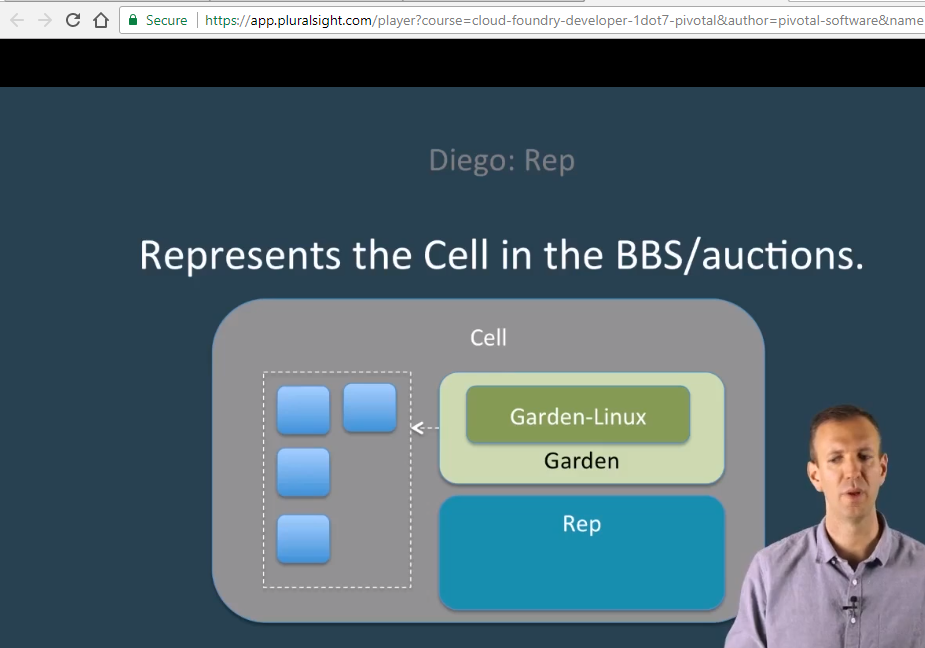 Secure https://app.pluralsight.com/player?course=cloud-foundry-developer-1dot7-pivotal&author=pivotal-software&name
Diego: Rep
Represents the Cell in the BBS/auctions.
Cell
Garden-Linux
Garden
Rep